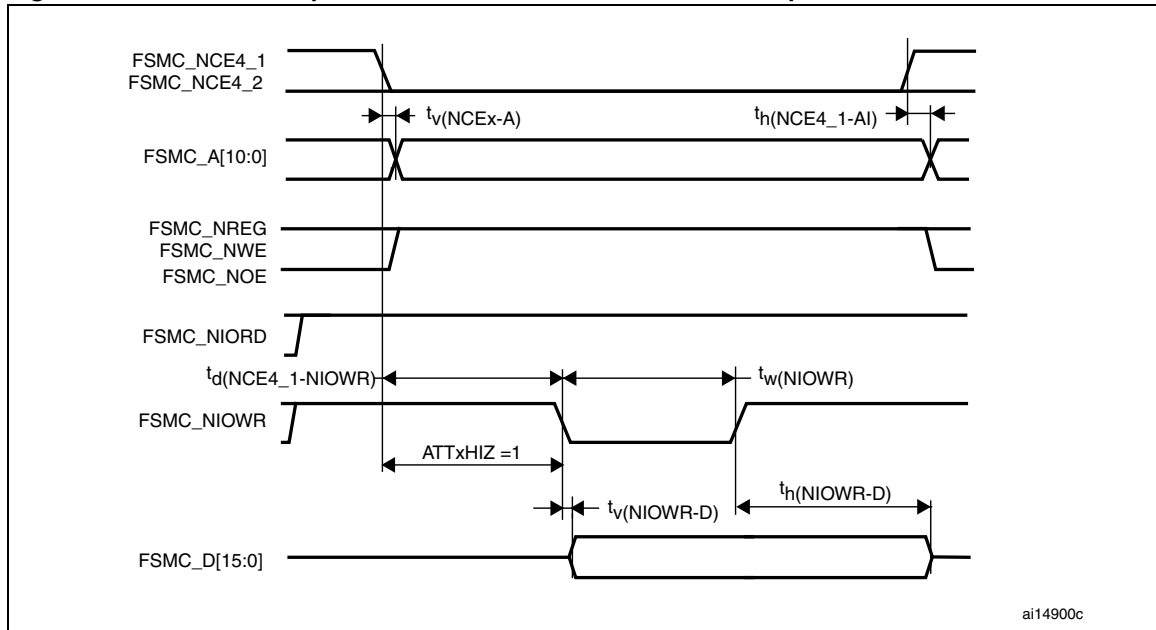 FSMC_NCE4_1
FSMC_NCE4_2
tv(NCEx-A)
th(NCE4_1-AI)
FSMC_A[10:0]
FSMC_NREG
FSMC_NWE
FSMC_NOE
FSMC_NIORD
td(NCE4_1-NIOWR)
tw(NIOWR)
FSMC_NIOWR
ATTxHIZ =1
th(NIOWR-D)
tv(NIOWR-D)
FSMC_D[15:0]
ai14900c